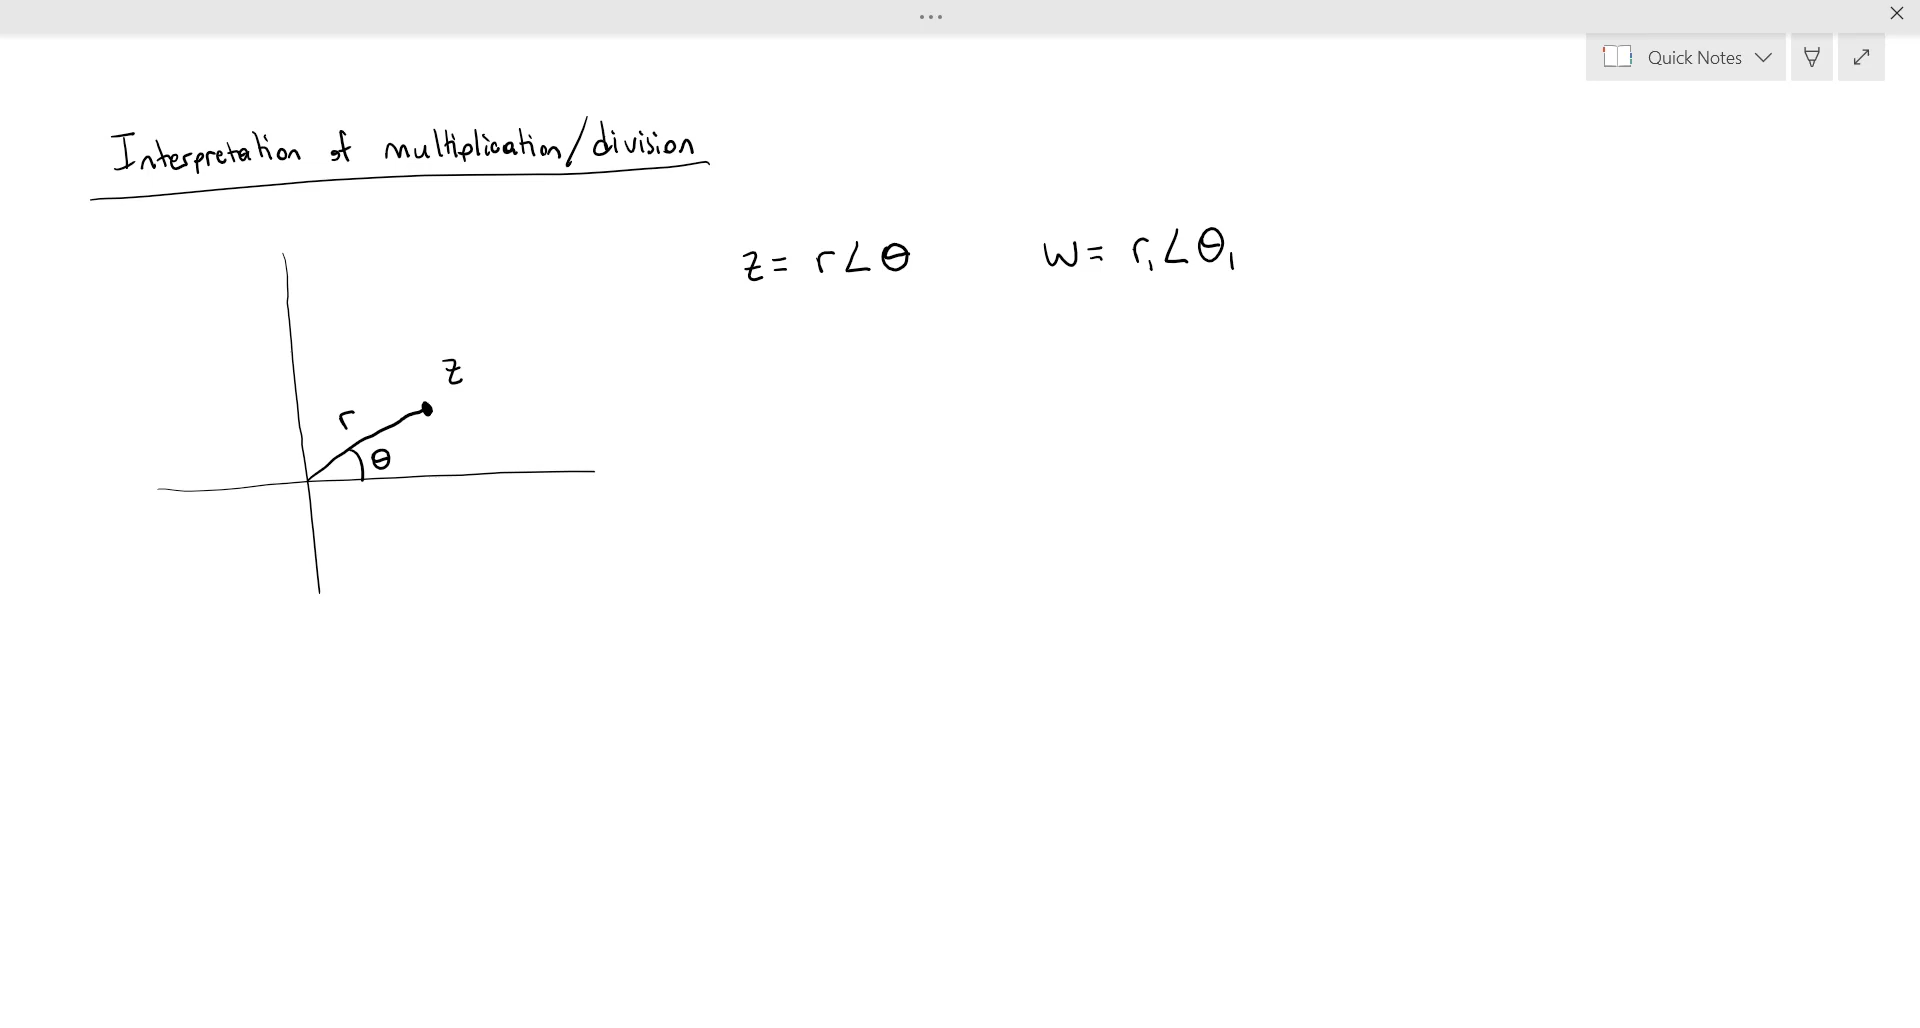 Quick Notes
Interpretation of multiplication/division
z = r∠θ w = r₁∠θ₁
z
r
θ